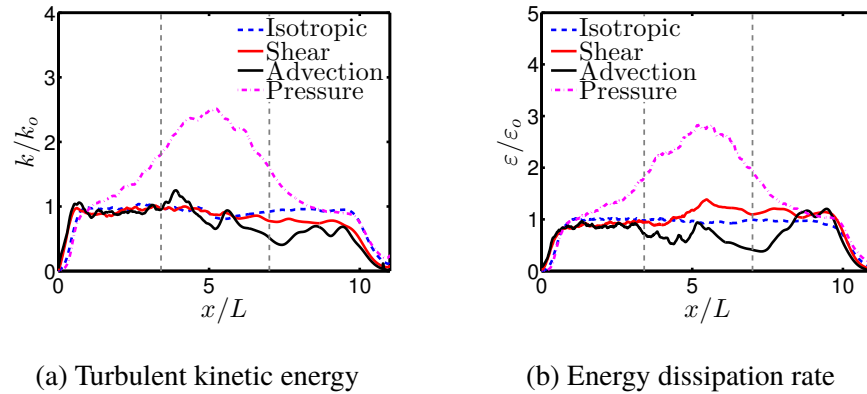 4
3
2
1
0
k/k_o
Isotropic
Shear
Advection
Pressure
0 5 10
x/L
(a) Turbulent kinetic energy
5
4
3
2
1
0
ε/ε_o
Isotropic
Shear
Advection
Pressure
0 5 10
x/L
(b) Energy dissipation rate